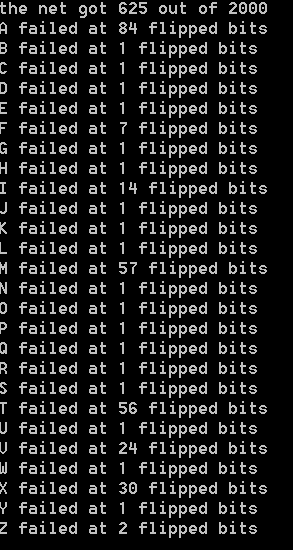 the net got 625 out of 2000
A failed at 84 flipped bits
B failed at 1 flipped bits
C failed at 1 flipped bits
D failed at 1 flipped bits
E failed at 1 flipped bits
F failed at 7 flipped bits
G failed at 1 flipped bits
H failed at 1 flipped bits
I failed at 14 flipped bits
J failed at 1 flipped bits
K failed at 1 flipped bits
L failed at 1 flipped bits
M failed at 57 flipped bits
N failed at 1 flipped bits
O failed at 1 flipped bits
P failed at 1 flipped bits
Q failed at 1 flipped bits
R failed at 1 flipped bits
S failed at 1 flipped bits
T failed at 56 flipped bits
U failed at 1 flipped bits
V failed at 24 flipped bits
W failed at 1 flipped bits
X failed at 30 flipped bits
Y failed at 1 flipped bits
Z failed at 2 flipped bits